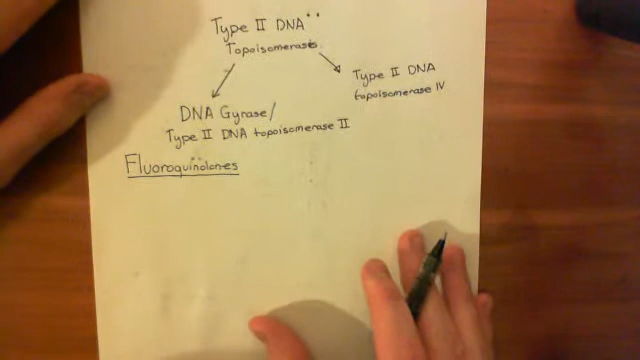 Type II DNA
Topoisomerases
Type II DNA
topoisomerase IV
DNA Gyrase/
Type II DNA topoisomerase II
Fluoroquinolones